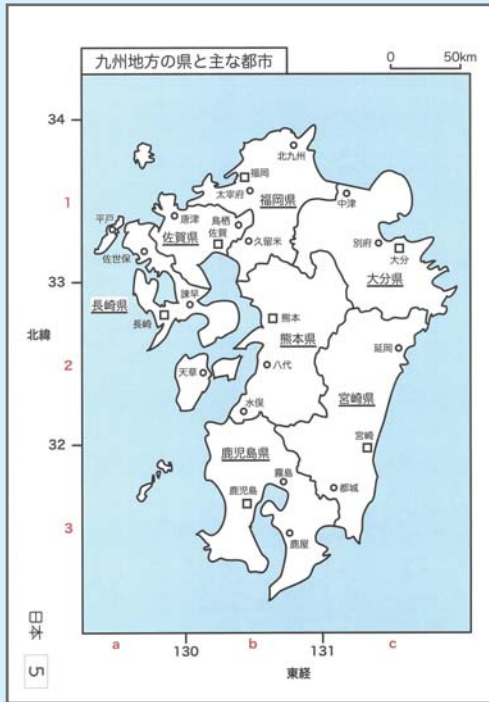 九州地方の県と主な都市
0 50km
34
北九州
福岡
太宰府
福岡県
中津
1
平戸
唐津
鳥栖
佐賀県
佐賀
久留米
別府
大分
佐世保
大分県
33
諫早
長崎県
長崎
熊本
北緯
熊本県
延岡
2
天草
八代
宮崎県
水俣
32
鹿児島県
宮崎
霧島
都城
鹿児島
3
鹿屋
日本
5
a b c
130 131
東経